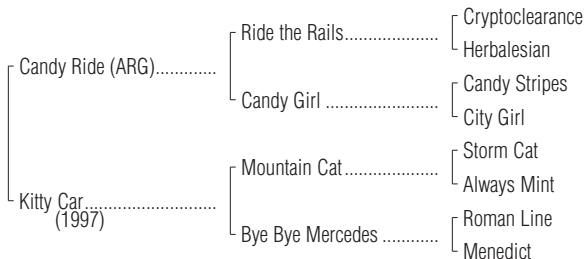 Cryptoclearance
Ride the Rails....................
Herbalesian
Candy Ride (ARG).............
Candy Stripes
Candy Girl ........................
City Girl
Storm Cat
Mountain Cat....................
Always Mint
Kitty Car............................
(1997)
Roman Line
Bye Bye Mercedes ............
Menedict